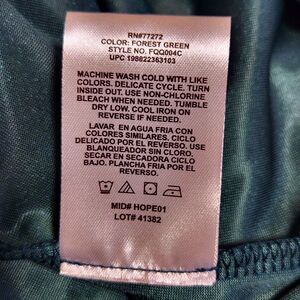 RN#77272
COLOR: FOREST GREEN
STYLE NO. FQQ004C
UPC 198822363103
MACHINE WASH COLD WITH LIKE
COLORS. DELICATE CYCLE. TURN
INSIDE OUT. USE NON-CHLORINE
BLEACH WHEN NEEDED. TUMBLE
DRY LOW. COOL IRON ON
REVERSE IF NEEDED.
LAVAR EN AGUA FRIA CON
COLORES SIMILARES. CICLO
DELICADO POR EL REVERSO. USE
BLANQUEADOR SIN CLORO.
SECAR EN SECADORA CICLO
BAJO. PLANCHA FRIA POR EL
REVERSO SI ES NECESARIO.
MID# HOPE01
LOT# 41382